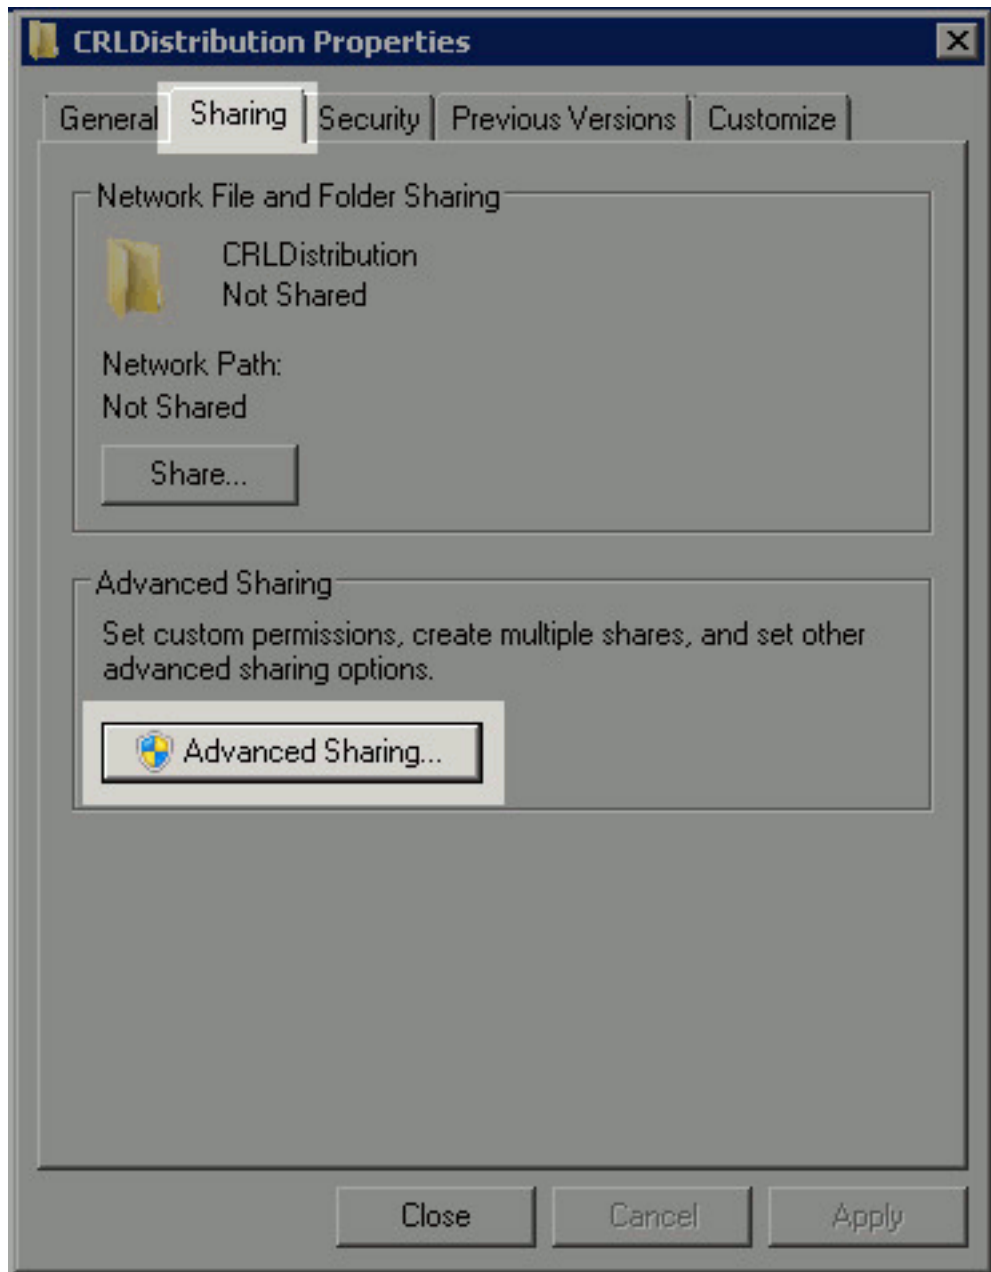 CRLDistribution Properties
General Sharing Security Previous Versions Customize
Network File and Folder Sharing
CRLDistribution
Not Shared
Network Path:
Not Shared
Share...
Advanced Sharing
Set custom permissions, create multiple shares, and set other
advanced sharing options.
Advanced Sharing...
Close Cancel Apply